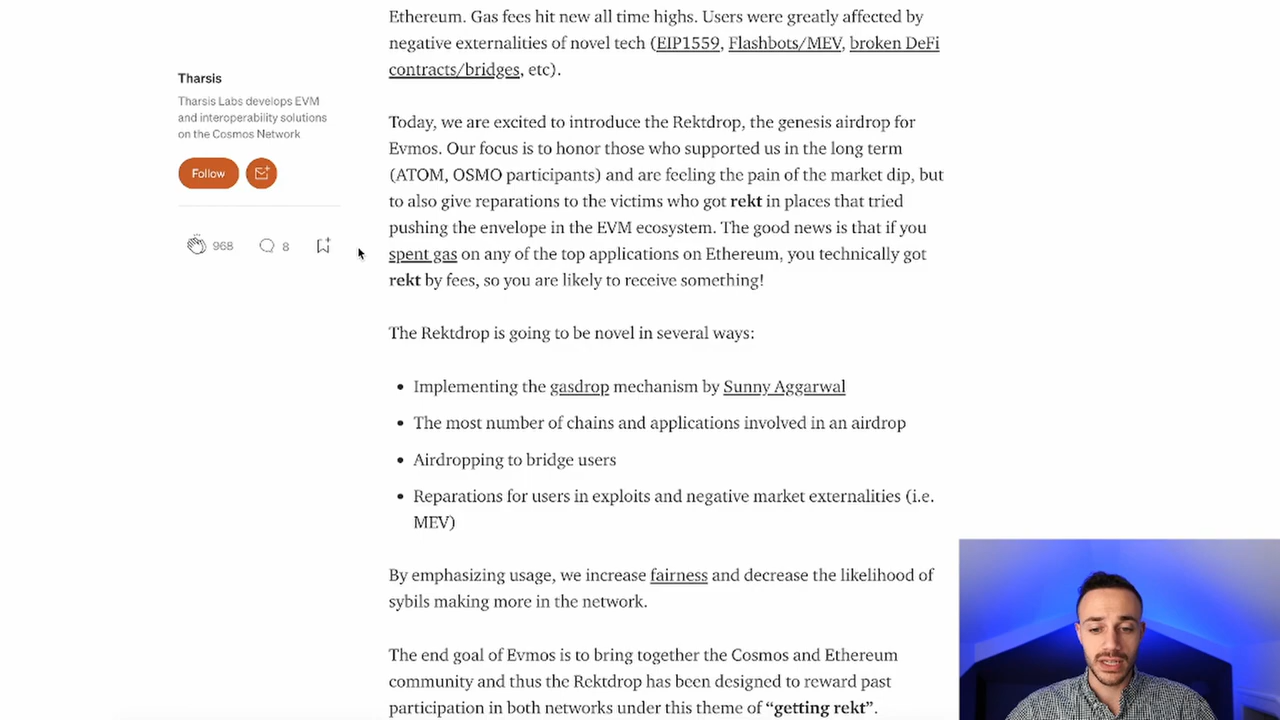 Ethereum. Gas fees hit new all time highs. Users were greatly affected by
negative externalities of novel tech (EIP1559, Flashbots/MEV, broken DeFi
contracts/bridges, etc).
Tharsis
Tharsis Labs develops EVM
and interoperability solutions
on the Cosmos Network
Follow
968
8
Today, we are excited to introduce the Rektdrop, the genesis airdrop for
Evmos. Our focus is to honor those who supported us in the long term
(ATOM, OSMO participants) and are feeling the pain of the market dip, but
to also give reparations to the victims who got rekt in places that tried
pushing the envelope in the EVM ecosystem. The good news is that if you
spent gas on any of the top applications on Ethereum, you technically got
rekt by fees, so you are likely to receive something!
The Rektdrop is going to be novel in several ways:
• Implementing the gasdrop mechanism by Sunny Aggarwal
• The most number of chains and applications involved in an airdrop
• Airdropping to bridge users
• Reparations for users in exploits and negative market externalities (i.e.
MEV)
By emphasizing usage, we increase fairness and decrease the likelihood of
sybils making more in the network.
The end goal of Evmos is to bring together the Cosmos and Ethereum
community and thus the Rektdrop has been designed to reward past
participation in both networks under this theme of “getting rekt”.